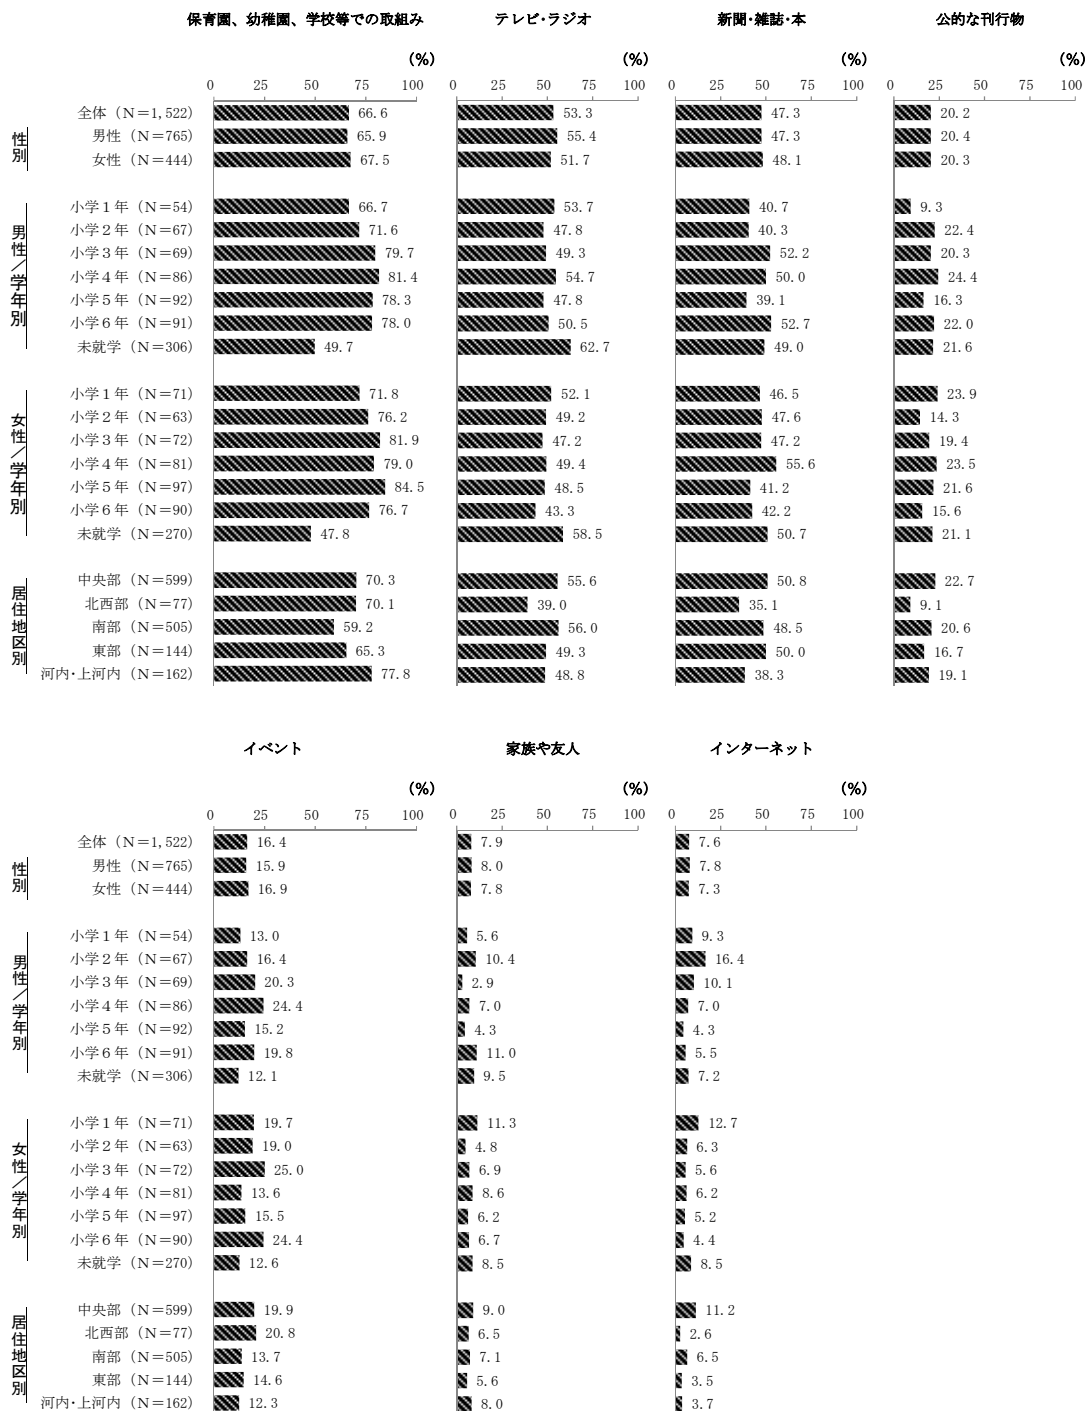 保育園、幼稚園、学校等での取組み テレビ・ラジオ 新聞・雑誌・本 公的な刊行物
(%) (%) (%) (%)
0 25 50 75 100 0 25 50 75 100 0 25 50 75 100 0 25 50 75 100
全体（N＝1,522） 66.6 53.3 47.3 20.2
性別
男性（N＝765） 65.9 55.4 47.3 20.4
女性（N＝444） 67.5 51.7 48.1 20.3
男性／学年別
小学１年（N＝54） 66.7 53.7 40.7 9.3
小学２年（N＝67） 71.6 47.8 40.3 22.4
小学３年（N＝69） 79.7 49.3 52.2 20.3
小学４年（N＝86） 81.4 54.7 50.0 24.4
小学５年（N＝92） 78.3 47.8 39.1 16.3
小学６年（N＝91） 78.0 50.5 52.7 22.0
未就学（N＝306） 49.7 62.7 49.0 21.6
女性／学年別
小学１年（N＝71） 71.8 52.1 46.5 23.9
小学２年（N＝63） 76.2 49.2 47.6 14.3
小学３年（N＝72） 81.9 47.2 47.2 19.4
小学４年（N＝81） 79.0 49.4 55.6 23.5
小学５年（N＝97） 84.5 48.5 41.2 21.6
小学６年（N＝90） 76.7 43.3 42.2 15.6
未就学（N＝270） 47.8 58.5 50.7 21.1
居住地区別
中央部（N＝599） 70.3 55.6 50.8 22.7
北西部（N＝77） 70.1 39.0 35.1 9.1
南部（N＝505） 59.2 56.0 48.5 20.6
東部（N＝144） 65.3 49.3 50.0 16.7
河内・上河内（N＝162） 77.8 48.8 38.3 19.1
イベント 家族や友人 インターネット
(%) (%) (%)
0 25 50 75 100 0 25 50 75 100 0 25 50 75 100
全体（N＝1,522） 16.4 7.9 7.6
性別
男性（N＝765） 15.9 8.0 7.8
女性（N＝444） 16.9 7.8 7.3
男性／学年別
小学１年（N＝54） 13.0 5.6 9.3
小学２年（N＝67） 16.4 10.4 16.4
小学３年（N＝69） 20.3 2.9 10.1
小学４年（N＝86） 24.4 7.0 7.0
小学５年（N＝92） 15.2 4.3 4.3
小学６年（N＝91） 19.8 11.0 5.5
未就学（N＝306） 12.1 9.5 7.2
女性／学年別
小学１年（N＝71） 19.7 11.3 12.7
小学２年（N＝63） 19.0 4.8 6.3
小学３年（N＝72） 25.0 6.9 5.6
小学４年（N＝81） 13.6 8.6 6.2
小学５年（N＝97） 15.5 6.2 5.2
小学６年（N＝90） 24.4 6.7 4.4
未就学（N＝270） 12.6 8.5 8.5
居住地区別
中央部（N＝599） 19.9 9.0 11.2
北西部（N＝77） 20.8 6.5 2.6
南部（N＝505） 13.7 7.1 6.5
東部（N＝144） 14.6 5.6 3.5
河内・上河内（N＝162） 12.3 8.0 3.7